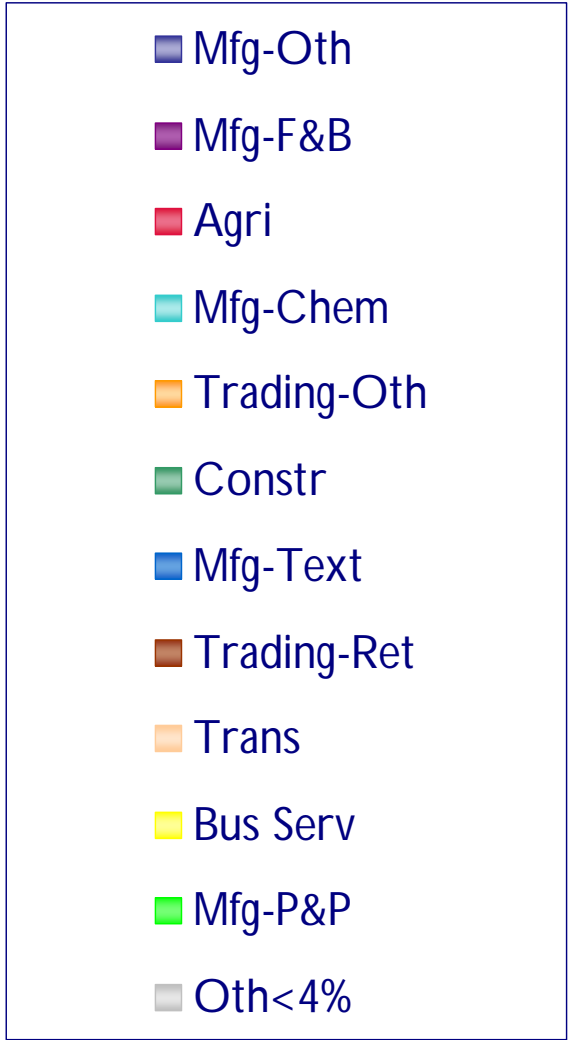 Mfg-Oth
Mfg-F&B
Agri
Mfg-Chem
Trading-Oth
Constr
Mfg-Text
Trading-Ret
Trans
Bus Serv
Mfg-P&P
Oth<4%